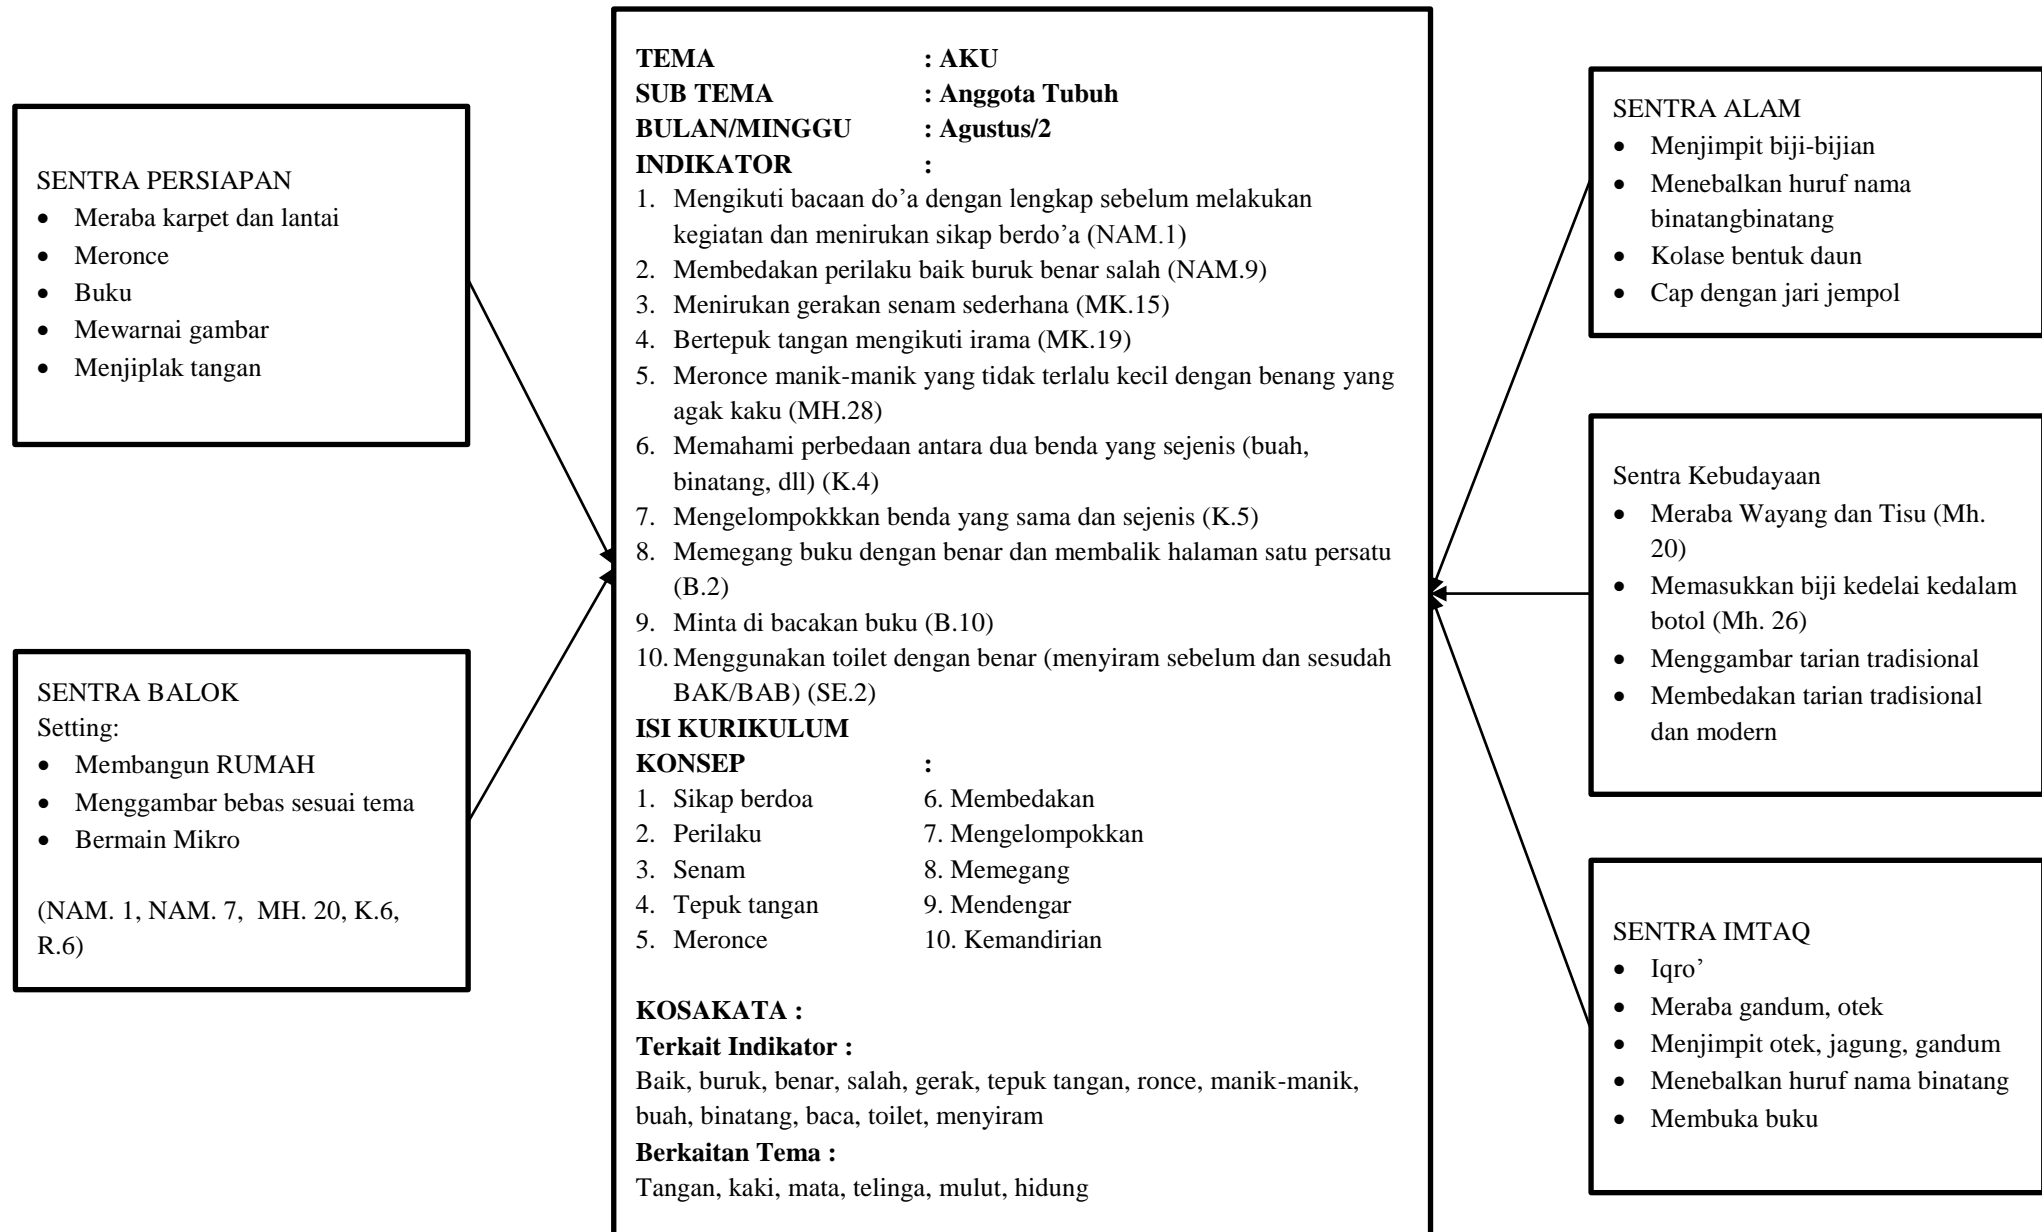 SENTRA PERSIAPAN
• Meraba karpet dan lantai
• Meronce
• Buku
• Mewarnai gambar
• Menjiplak tangan
SENTRA BALOK
Setting:
• Membangun RUMAH
• Menggambar bebas sesuai tema
• Bermain Mikro
(NAM. 1, NAM. 7, MH. 20, K.6,
R.6)
TEMA : AKU
SUB TEMA : Anggota Tubuh
BULAN/MINGGU : Agustus/2
INDIKATOR :
1. Mengikuti bacaan do’a dengan lengkap sebelum melakukan
kegiatan dan menirukan sikap berdo’a (NAM.1)
2. Membedakan perilaku baik buruk benar salah (NAM.9)
3. Menirukan gerakan senam sederhana (MK.15)
4. Bertepuk tangan mengikuti irama (MK.19)
5. Meronce manik-manik yang tidak terlalu kecil dengan benang yang
agak kaku (MH.28)
6. Memahami perbedaan antara dua benda yang sejenis (buah,
binatang, dll) (K.4)
7. Mengelompokkkan benda yang sama dan sejenis (K.5)
8. Memegang buku dengan benar dan membalik halaman satu persatu
(B.2)
9. Minta di bacakan buku (B.10)
10. Menggunakan toilet dengan benar (menyiram sebelum dan sesudah
BAK/BAB) (SE.2)
ISI KURIKULUM
KONSEP :
1. Sikap berdoa 6. Membedakan
2. Perilaku 7. Mengelompokkan
3. Senam 8. Memegang
4. Tepuk tangan 9. Mendengar
5. Meronce 10. Kemandirian
KOSAKATA :
Terkait Indikator :
Baik, buruk, benar, salah, gerak, tepuk tangan, ronce, manik-manik,
buah, binatang, baca, toilet, menyiram
Berkaitan Tema :
Tangan, kaki, mata, telinga, mulut, hidung
SENTRA ALAM
• Menjimpit biji-bijian
• Menebalkan huruf nama
binatangbinatang
• Kolase bentuk daun
• Cap dengan jari jempol
Sentra Kebudayaan
• Meraba Wayang dan Tisu (Mh.
20)
• Memasukkan biji kedelai kedalam
botol (Mh. 26)
• Menggambar tarian tradisional
• Membedakan tarian tradisional
dan modern
SENTRA IMTAQ
• Iqro’
• Meraba gandum, otek
• Menjimpit otek, jagung, gandum
• Menebalkan huruf nama binatang
• Membuka buku